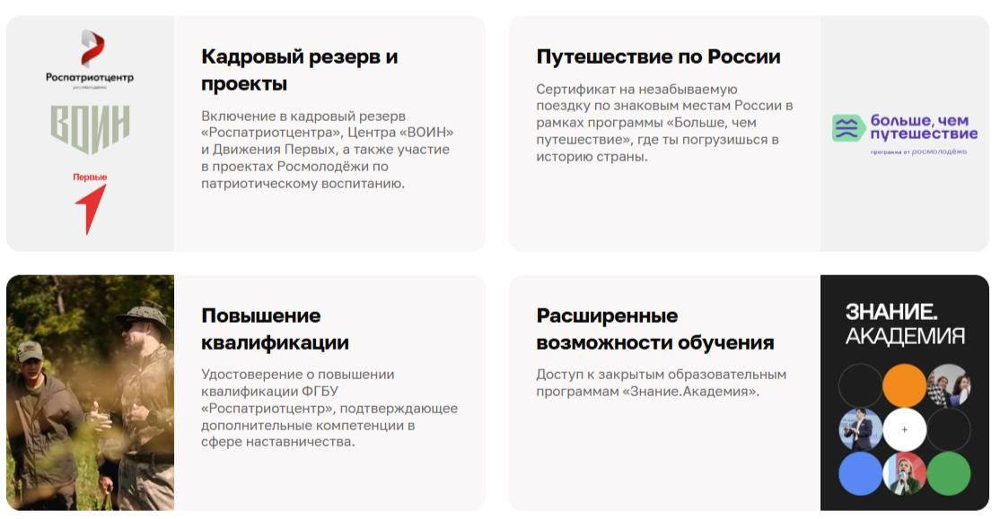 Роспатриотцентр
росмолодёжь
ВОИН
Первые
Кадровый резерв и
проекты
Включение в кадровый резерв
«Роспатриотцентра», Центра «ВОИН»
и Движения Первых, а также участие
в проектах Росмолодёжи по
патриотическому воспитанию.
Путешествие по России
Сертификат на незабываемую
поездку по знаковым местам России в
рамках программы «Больше, чем
путешествие», где ты погрузишься в
историю страны.
больше, чем
путешествие
программа от росмолодёжь
Повышение
квалификации
Удостоверение о повышении
квалификации ФГБУ
«Роспатриотцентр», подтверждающее
дополнительные компетенции в
сфере наставничества.
Расширенные
возможности обучения
Доступ к закрытым образовательным
программам «Знание.Академия».
ЗНАНИЕ.
АКАДЕМИЯ
+